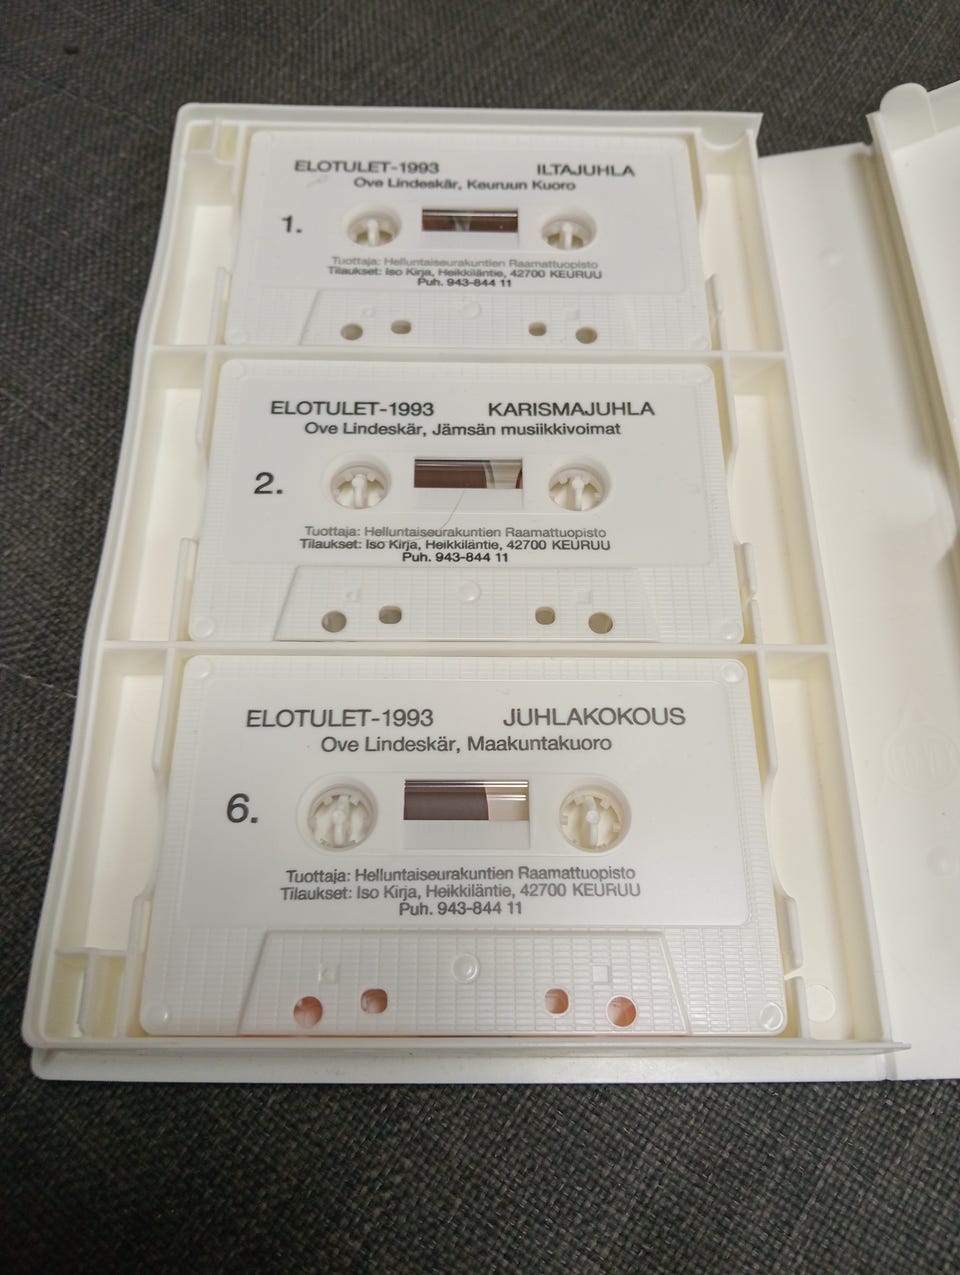 ELOTULET-1993 ILTAJUHLA
Ove Lindeskär, Keuruun Kuoro
1.
Tuottaja: Helluntaiseurakuntien Raamattuopisto
Tilaukset: Iso Kirja, Heikkiläntie, 42700 KEURUU
Puh. 943-844 11
ELOTULET-1993 KARISMAJUHLA
Ove Lindeskär, Jämsän musiikkivoimat
2.
Tuottaja: Helluntaiseurakuntien Raamattuopisto
Tilaukset: Iso Kirja, Heikkiläntie, 42700 KEURUU
Puh. 943-844 11
ELOTULET-1993 JUHLAKOKOUS
Ove Lindeskär, Maakuntakuoro
6.
Tuottaja: Helluntaiseurakuntien Raamattuopisto
Tilaukset: Iso Kirja, Heikkiläntie, 42700 KEURUU
Puh. 943-844 11